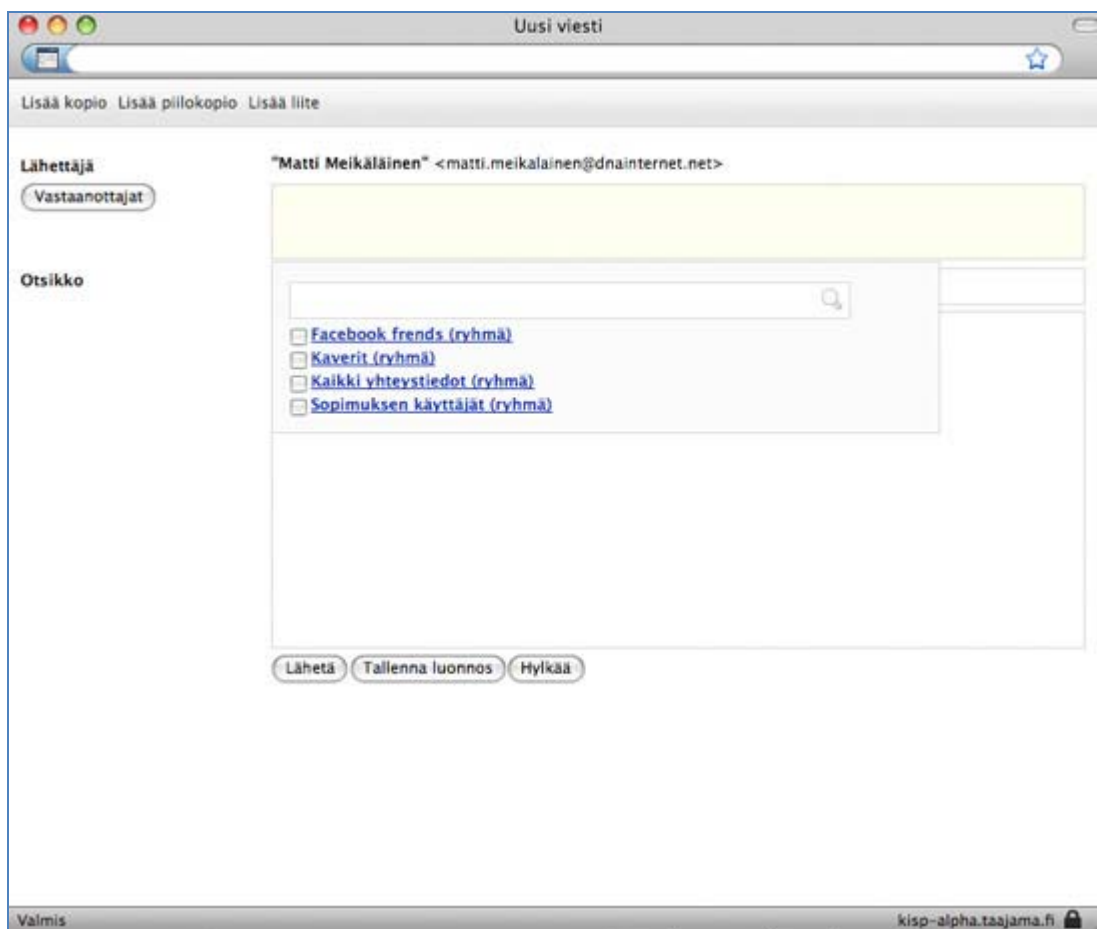 Uusi viesti
Lisää kopio Lisää piilokopio Lisää liite
Lähettäjä
"Matti Meikäläinen" <matti.meikalainen@dnainternet.net>
Vastaanottajat
Otsikko
Facebook frends (ryhmä)
Kaverit (ryhmä)
Kaikki yhteystiedot (ryhmä)
Sopimuksen käyttäjät (ryhmä)
Lähetä Tallenna luonnos Hylkää
Valmis kisp-alpha.taajama.fi